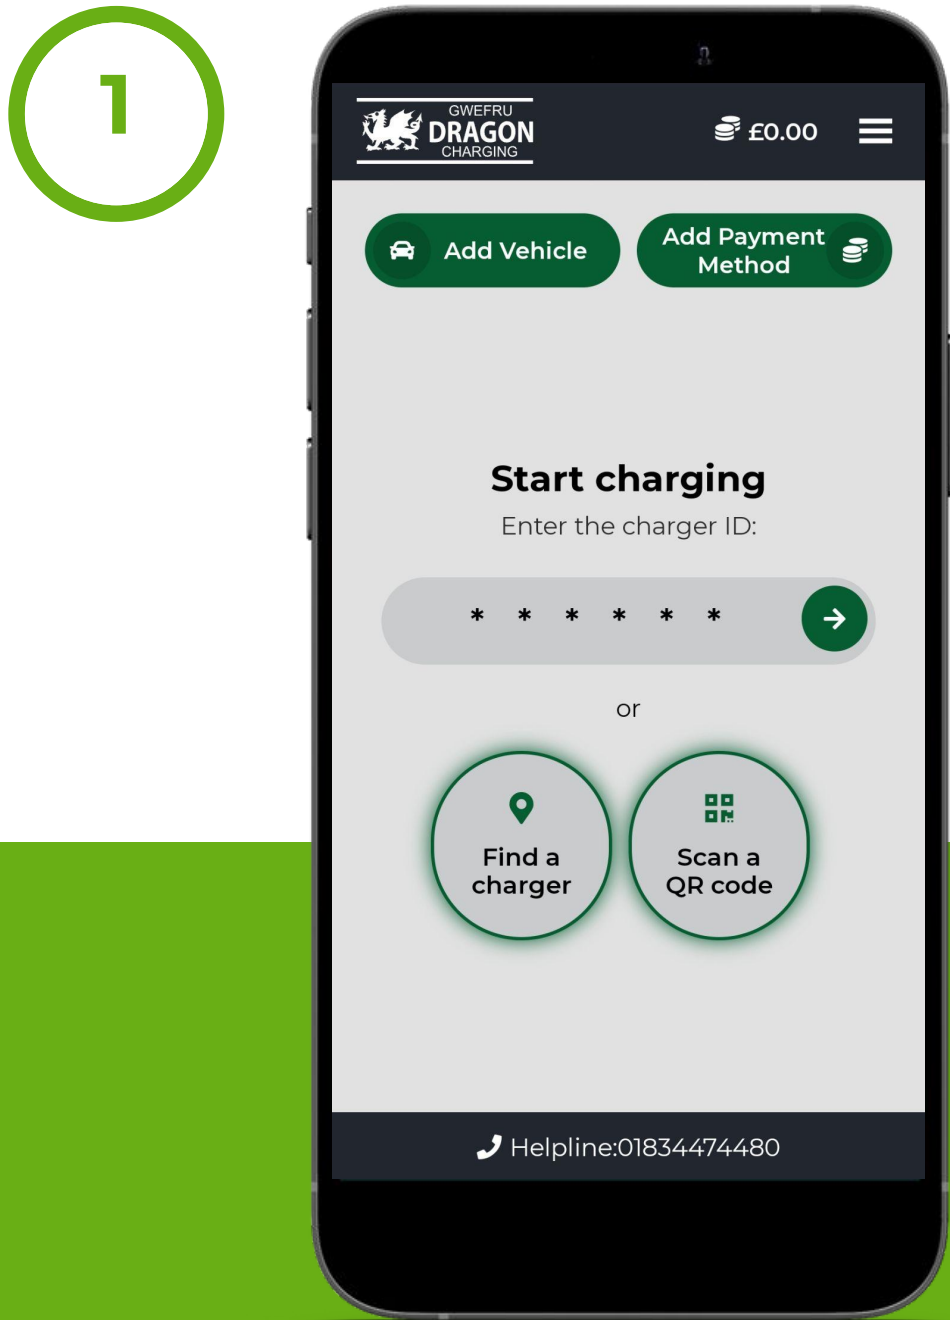 1
GWEFRU
DRAGON
CHARGING
£0.00
Add Vehicle
Add Payment
Method
Start charging
Enter the charger ID:
* * * * * *
or
Find a
charger
Scan a
QR code
Helpline:01834474480